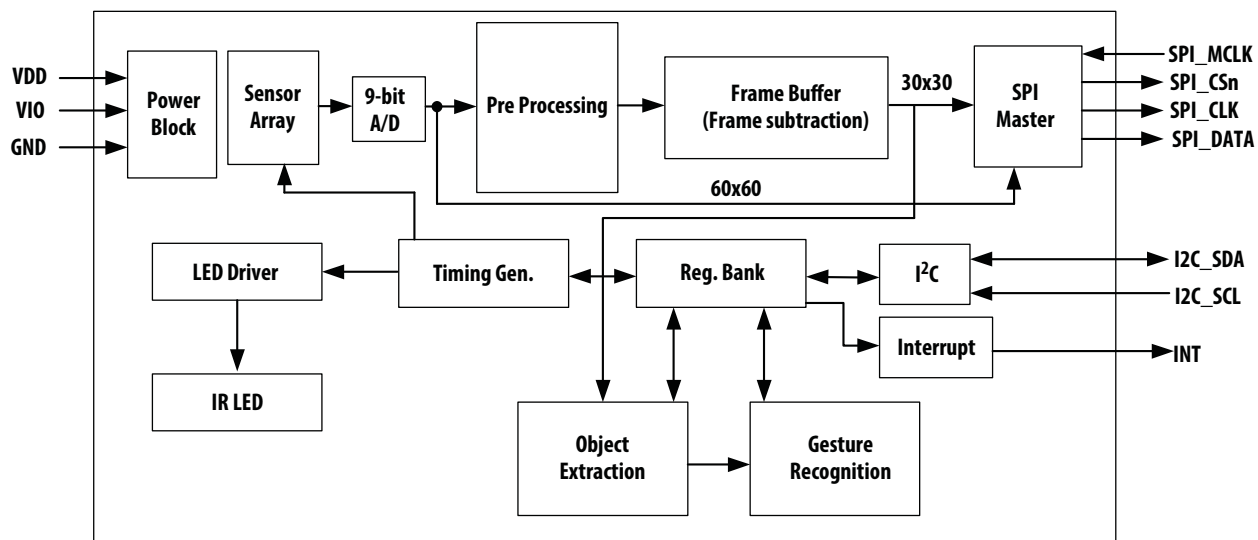 VDD
VIO
GND
Power
Block
Sensor
Array
9-bit
A/D
Pre Processing
Frame Buffer
(Frame subtraction)
30x30
60x60
SPI
Master
SPI_MCLK
SPI_CSn
SPI_CLK
SPI_DATA
LED Driver
Timing Gen.
Reg. Bank
I²C
I2C_SDA
I2C_SCL
Interrupt
INT
IR LED
Object
Extraction
Gesture
Recognition